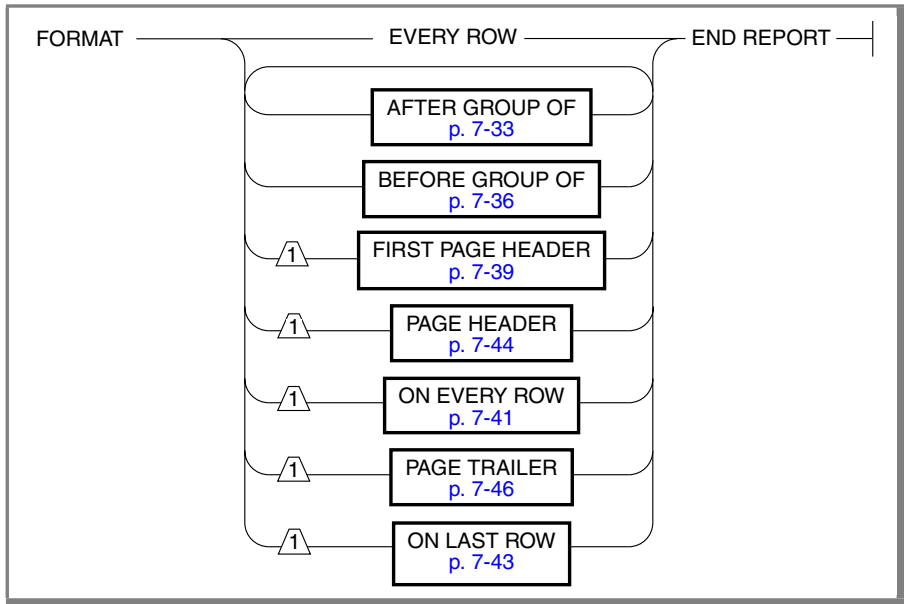 FORMAT EVERY ROW END REPORT
AFTER GROUP OF
p. 7-33
BEFORE GROUP OF
p. 7-36
1 FIRST PAGE HEADER
p. 7-39
1 PAGE HEADER
p. 7-44
1 ON EVERY ROW
p. 7-41
1 PAGE TRAILER
p. 7-46
1 ON LAST ROW
p. 7-43